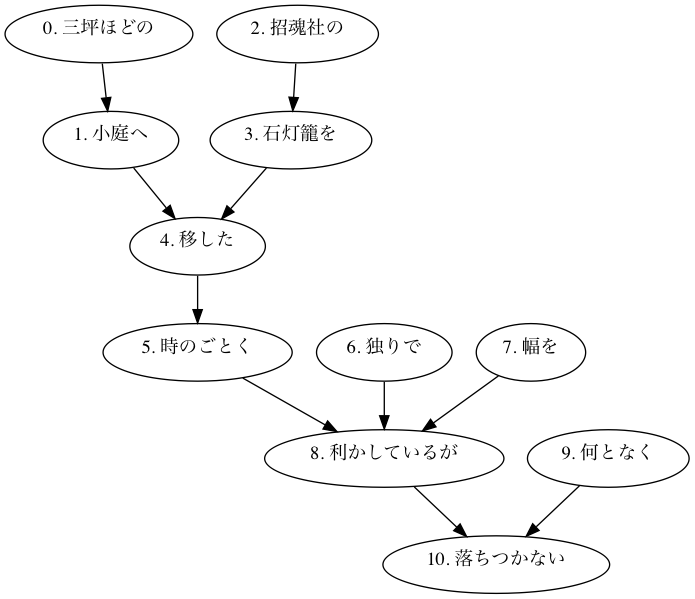 0. 三坪ほどの
2. 招魂社の
1. 小庭へ
3. 石灯籠を
4. 移した
5. 時のごとく
6. 独りで
7. 幅を
8. 利かしているが
9. 何となく
10. 落ちつかない